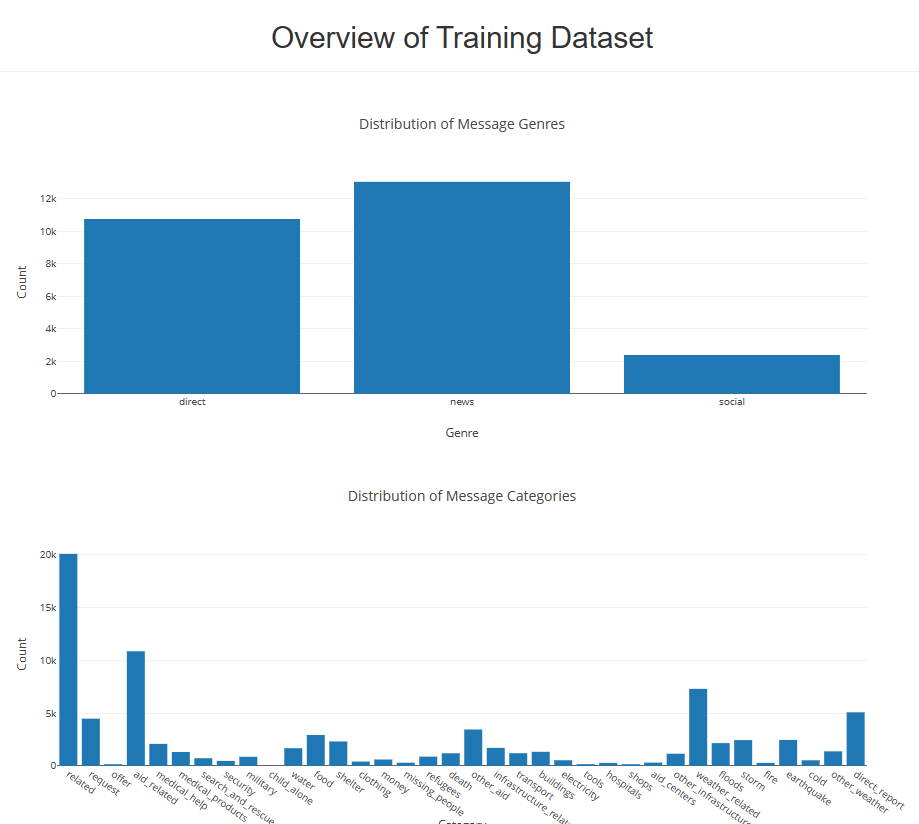 Overview of Training Dataset
Distribution of Message Genres
12k
10k
8k
6k
4k
2k
0
Count
direct
news
social
Genre
Distribution of Message Categories
20k
15k
10k
5k
0
Count
related
request
offer
aid_related
medical_help
medical_products
search_and_rescue
security
military
child_alone
water
food
shelter
clothing
money
missing_people
refugees
death
other_aid
infrastructure_rela
transport
buildings
electricity
tools
hospitals
shops
aid_centers
other_infrastructure
weather_related
floods
storm
fire
earthquake
cold
other_weather
direct_report